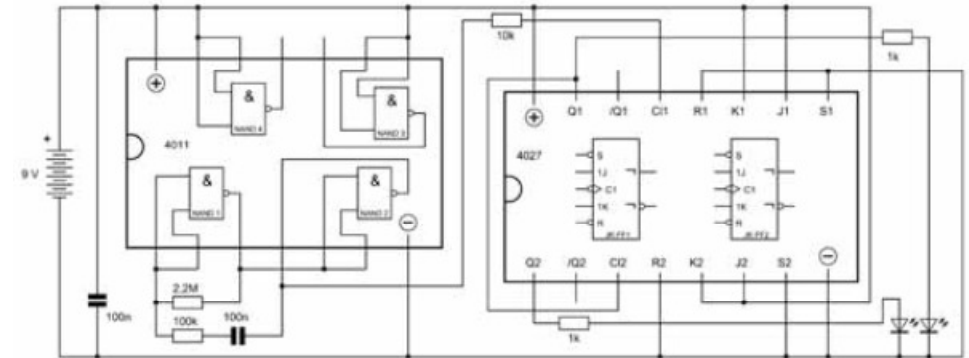 10k
1k
+
&
&
NAND 4
NAND 3
Q1 /Q1 Cl1 R1 K1 J1 S1
4011
4027
+
9 V
&
&
NAND 1
NAND 2
S
1J
C1
1K
R
JK FF1
S
1J
C1
1K
R
JK FF2
Q2 /Q2 Cl2 R2 K2 J2 S2
2,2M
100n
100k
100n
1k